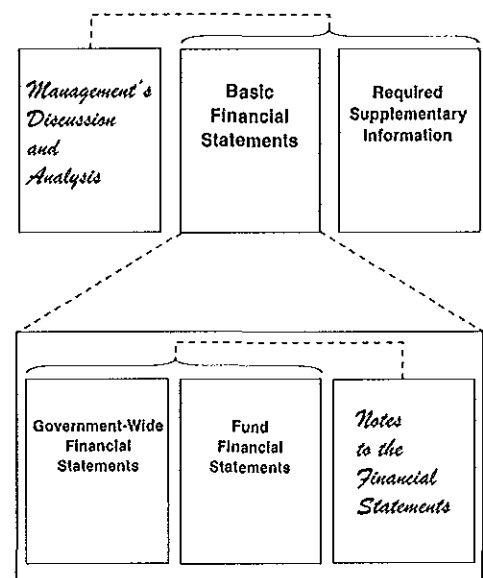 Management's
Discussion
and
Analysis
Basic
Financial
Statements
Required
Supplementary
Information
Government-Wide
Financial
Statements
Fund
Financial
Statements
Notes
to the
Financial
Statements